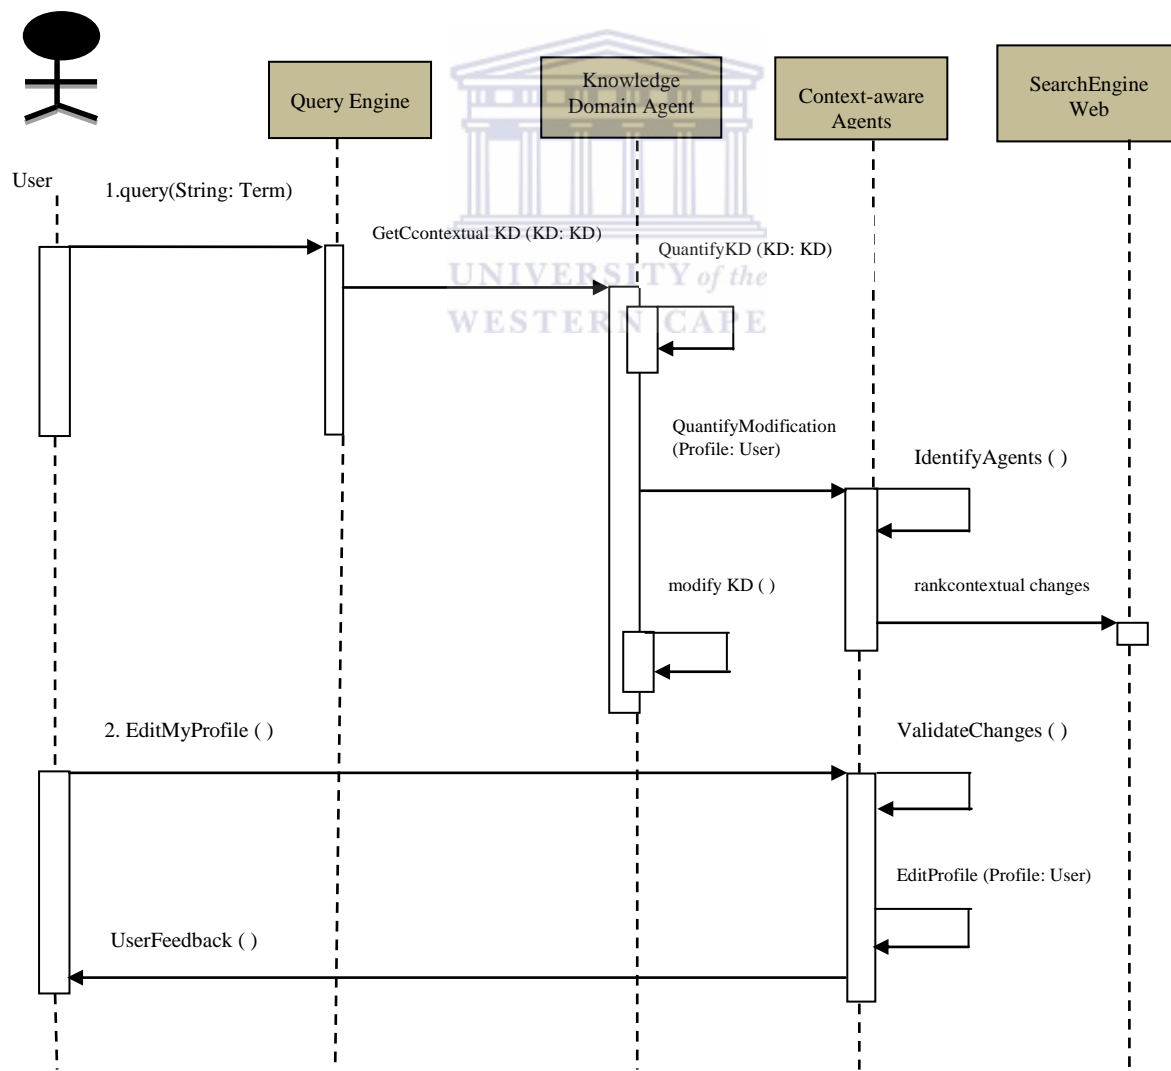 Query Engine
Knowledge
Domain Agent
Context-aware
Agents
SearchEngine
Web
User
1.query(String: Term)
GetCcontextual KD (KD: KD)
QuantifyKD (KD: KD)
UNIVERSITY of the
WESTERN CAPE
QuantifyModification
(Profile: User)
IdentifyAgents ( )
modify KD ( )
rankcontextual changes
2. EditMyProfile ( )
ValidateChanges ( )
EditProfile (Profile: User)
UserFeedback ( )